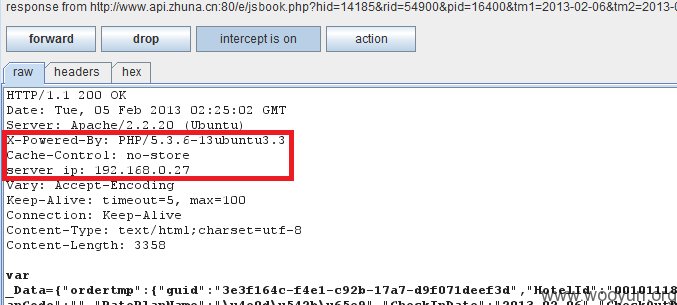 response from http://www.api.zhuna.cn:80/e/jsbook.php?hid=14185&rid=54900&pid=16400&tm1=2013-02-06&tm2=2013-0
forward drop intercept is on action
raw headers hex
HTTP/1.1 200 OK
Date: Tue, 05 Feb 2013 02:25:02 GMT
Server: Apache/2.2.20 (Ubuntu)
X-Powered-By: PHP/5.3.6-13ubuntu3.3
Cache-Control: no-store
server ip: 192.168.0.27
Vary: Accept-Encoding
Keep-Alive: timeout=5, max=100
Connection: Keep-Alive
Content-Type: text/html;charset=utf-8
Content-Length: 3358
var
_Data={"ordertmp":{"guid":"3e3f164c-f4e1-c92b-17a7-d9f071deef3d","HotelId":"00101118
www.wooyun.org